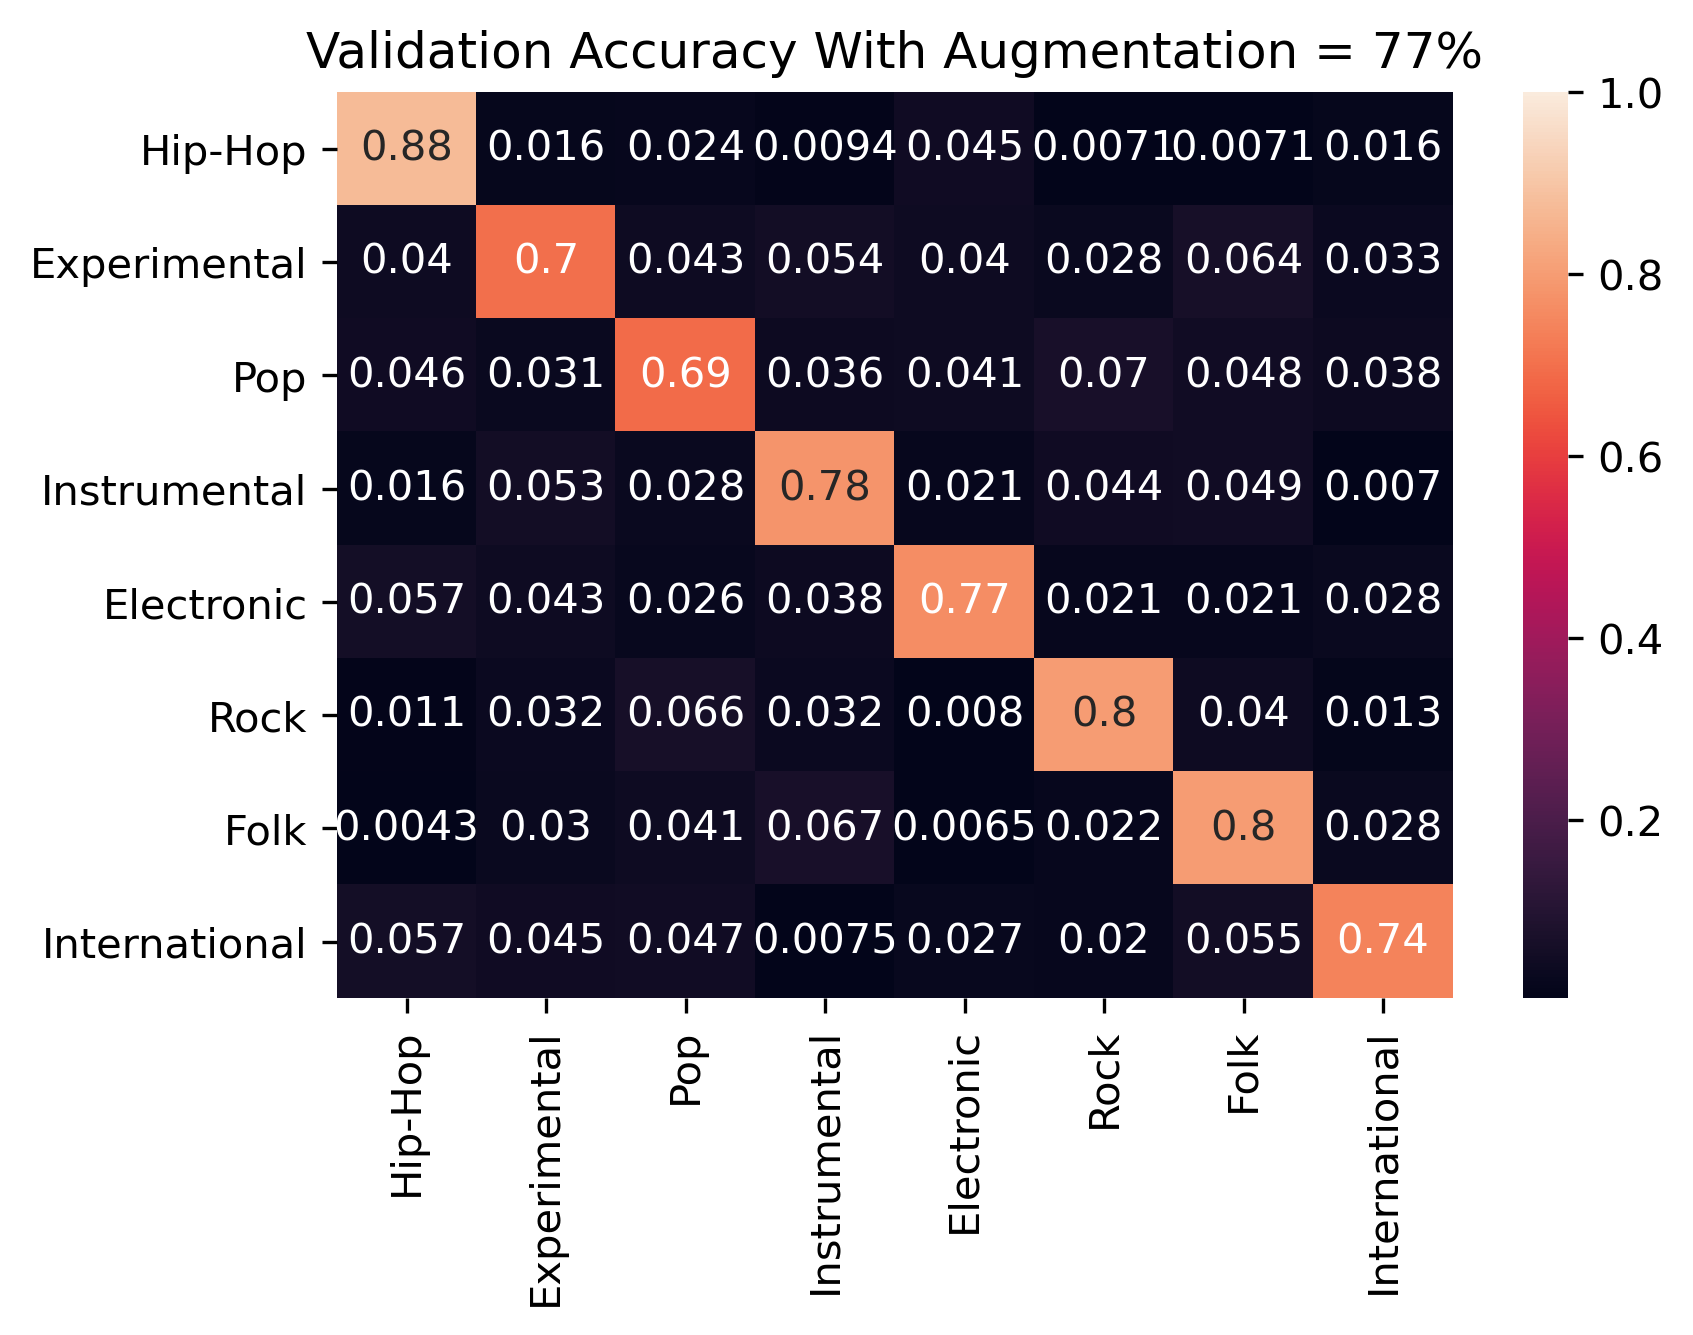 Validation Accuracy With Augmentation = 77%
1.0
Hip-Hop 0.88 0.016 0.024 0.0094 0.045 0.0071 0.0071 0.016
Experimental 0.04 0.7 0.043 0.054 0.04 0.028 0.064 0.033
0.8
Pop 0.046 0.031 0.69 0.036 0.041 0.07 0.048 0.038
0.6
Instrumental 0.016 0.053 0.028 0.78 0.021 0.044 0.049 0.007
Electronic 0.057 0.043 0.026 0.038 0.77 0.021 0.021 0.028
0.4
Rock 0.011 0.032 0.066 0.032 0.008 0.8 0.04 0.013
0.2
Folk 0.0043 0.03 0.041 0.067 0.0065 0.022 0.8 0.028
International 0.057 0.045 0.047 0.0075 0.027 0.02 0.055 0.74
Hip-Hop
Experimental
Pop
Instrumental
Electronic
Rock
Folk
International